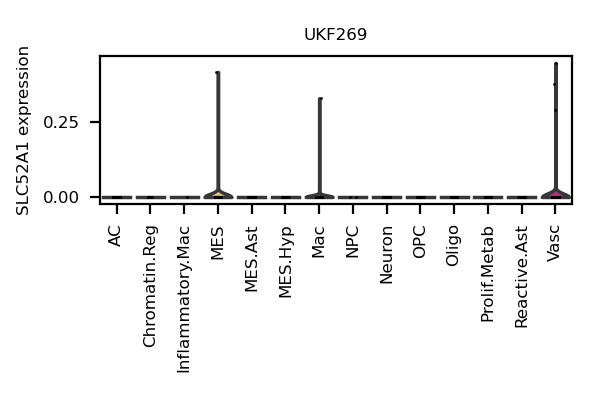 UKF269
SLC52A1 expression
0.25
0.00
AC
Chromatin.Reg
Inflammatory.Mac
MES
MES.Ast
MES.Hyp
Mac
NPC
Neuron
OPC
Oligo
Prolif.Metab
Reactive.Ast
Vasc